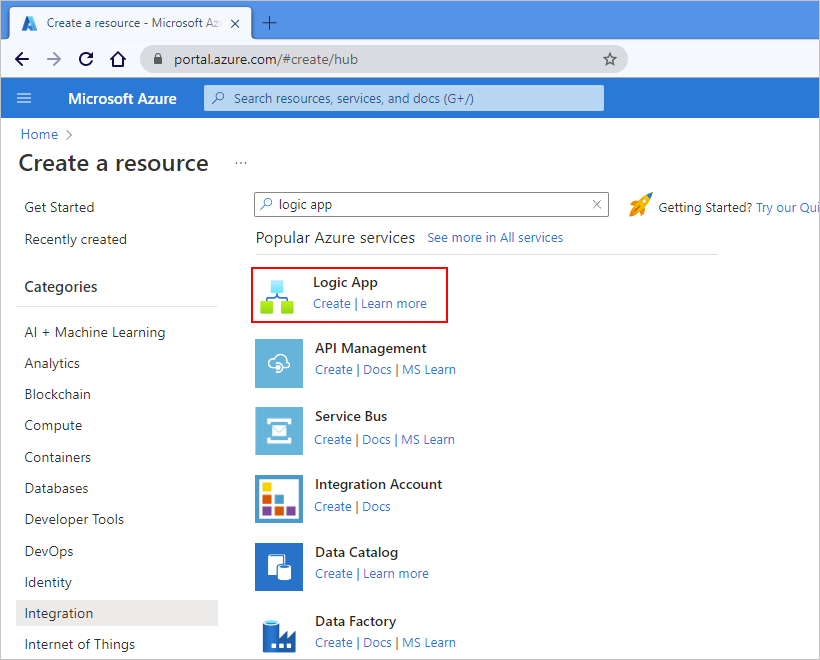 Create a resource - Microsoft Az
portal.azure.com/#create/hub
Microsoft Azure
Search resources, services, and docs (G+/)
Home
Create a resource
...
Get Started
Recently created
Categories
AI + Machine Learning
Analytics
Blockchain
Compute
Containers
Databases
Developer Tools
DevOps
Identity
Integration
Internet of Things
logic app
Getting Started? Try our Qui
Popular Azure services See more in All services
Logic App
Create | Learn more
API Management
Create | Docs | MS Learn
Service Bus
Create | Docs | MS Learn
Integration Account
Create | Docs
Data Catalog
Create | Learn more
Data Factory
Create | Docs | MS Learn